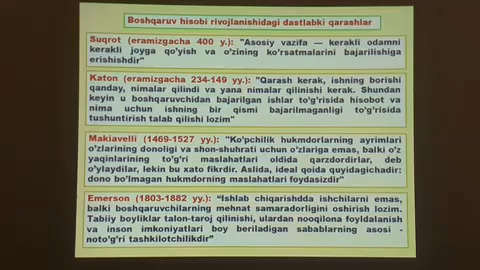 Boshqaruv hisobi rivojlanishidagi dastlabki qarashlar
Suqrot (eramizgacha 400 y.): "Asosiy vazifa — kerakli odamni
kerakli joyga qo'yish va o'zining ko'rsatmalarini bajarilishiga
erishishdir"
Katon (eramizgacha 234-149 yy.): "Qarash kerak, ishning borishi
qanday, nimalar qilindi va yana nimalar qilinishi kerak. Shundan
keyin u boshqaruvchidan bajarilgan ishlar to'g'risida hisobot va
nima uchun ishning bir qismi bajarilmaganligi to'g'risida
tushuntirish talab qilishi lozim"
Makiavelli (1469-1527 yy.): "Ko'pchilik hukmdorlarning ayrimlari
o'zlarining donoligi va shon-shuhrati uchun o'zlariga emas, balki o'z
yaqinlarining to'g'ri maslahatlari oldida qarzdordirlar, deb
o'ylaydilar, lekin bu xato fikrdir. Aslida, ideal qoida quyidagichadir:
dono bo'lmagan hukmdorning maslahatlari foydasizdir"
Emerson (1803-1882 yy.): "Ishlab chiqarishdda ishchilarni emas,
balki boshqaruvchilarning mehnat samaradorligini oshirish lozim.
Tabiiy boyliklar talon-taroj qilinishi, ulardan nooqilona foyldalanish
va inson imkoniyatlari boy beriladigan sabablarning asosi -
noto'g'ri tashkilotchilikdir"